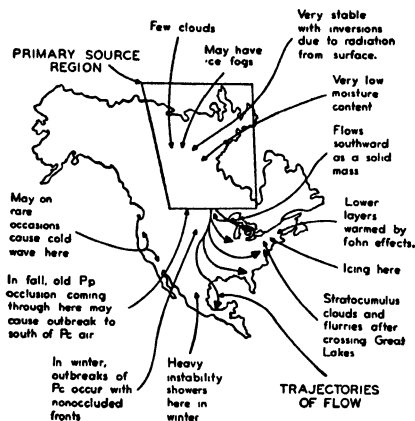 Few clouds
Very stable
with inversions
due to radiation
from surface.
PRIMARY SOURCE
REGION
May have
ice fogs
Very low
moisture
content
Flows
southward
as a solid
mass
May on
rare
occasions
cause cold
wave here
Lower
layers
warmed by
fohn effects.
Icing here
In fall, old Pp
occlusion coming
through here may
cause outbreak to
south of Pc air
Stratocumulus
clouds and
flurries after
crossing Great
Lakes
In winter,
outbreaks of
Pc occur with
nonoccluded
fronts
Heavy
instability
showers
here in
winter
TRAJECTORIES
OF FLOW